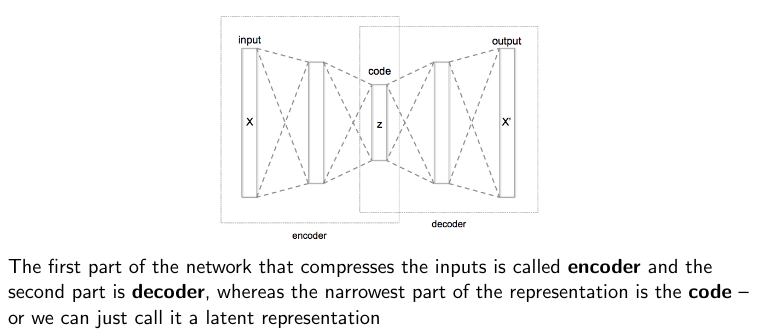 input
output
code
X
z
X'
decoder
encoder
The first part of the network that compresses the inputs is called encoder and the
second part is decoder, whereas the narrowest part of the representation is the code –
or we can just call it a latent representation